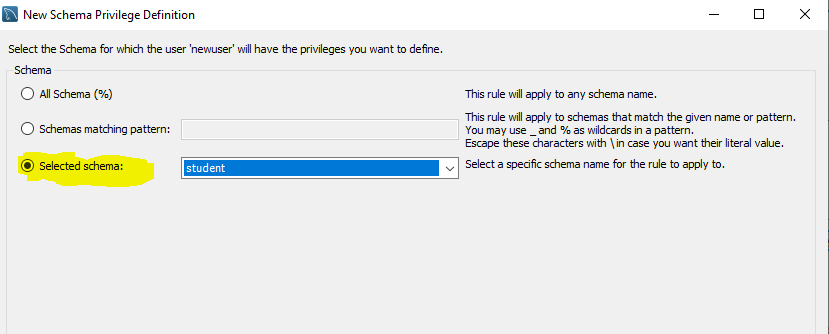 New Schema Privilege Definition
Select the Schema for which the user 'newuser' will have the privileges you want to define.
Schema
All Schema (%)
This rule will apply to any schema name.
Schemas matching pattern:
This rule will apply to schemas that match the given name or pattern.
You may use _ and % as wildcards in a pattern.
Escape these characters with \ in case you want their literal value.
Selected schema:
student
Select a specific schema name for the rule to apply to.